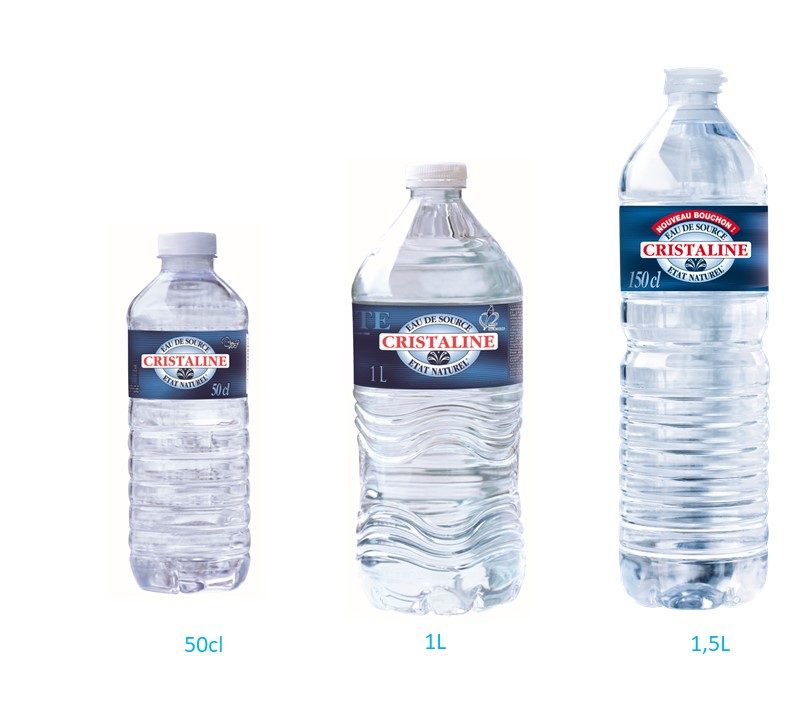 EAU DE SOURCE
CRISTALINE
ETAT NATUREL
50 cl
TE
EAU DE SOURCE
CRISTALINE
ETAT NATUREL
1 L
NOUVEAU BOUCHON !
EAU DE SOURCE
CRISTALINE
ETAT NATUREL
150 cl
50cl
1L
1,5L